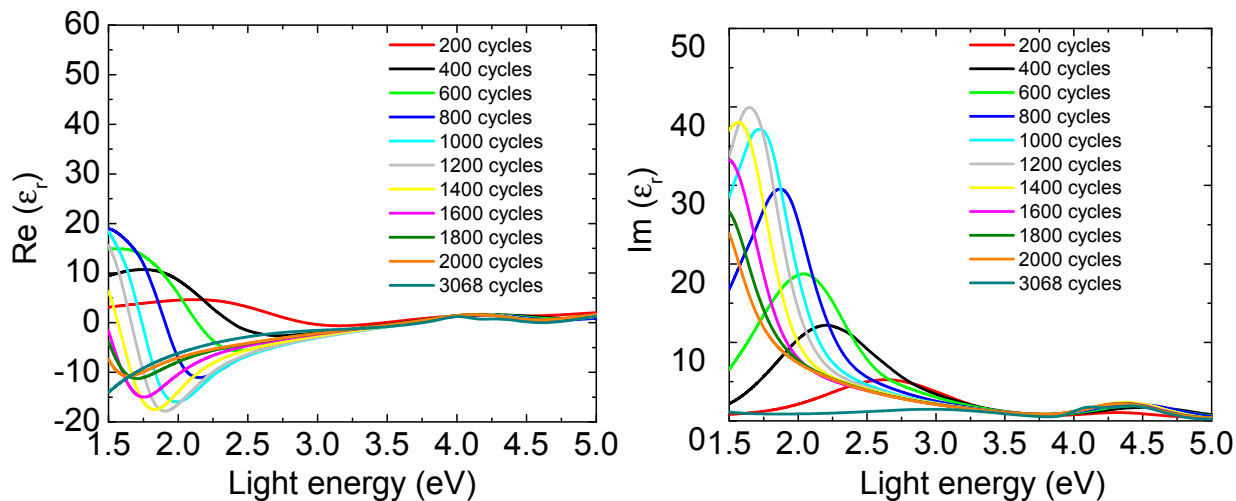 60
50
40
30
20
10
0
-10
-20
Re (εr)
200 cycles
400 cycles
600 cycles
800 cycles
1000 cycles
1200 cycles
1400 cycles
1600 cycles
1800 cycles
2000 cycles
3068 cycles
1.5 2.0 2.5 3.0 3.5 4.0 4.5 5.0
Light energy (eV)
50
40
30
20
10
0
Im (εr)
200 cycles
400 cycles
600 cycles
800 cycles
1000 cycles
1200 cycles
1400 cycles
1600 cycles
1800 cycles
2000 cycles
3068 cycles
1.5 2.0 2.5 3.0 3.5 4.0 4.5 5.0
Light energy (eV)